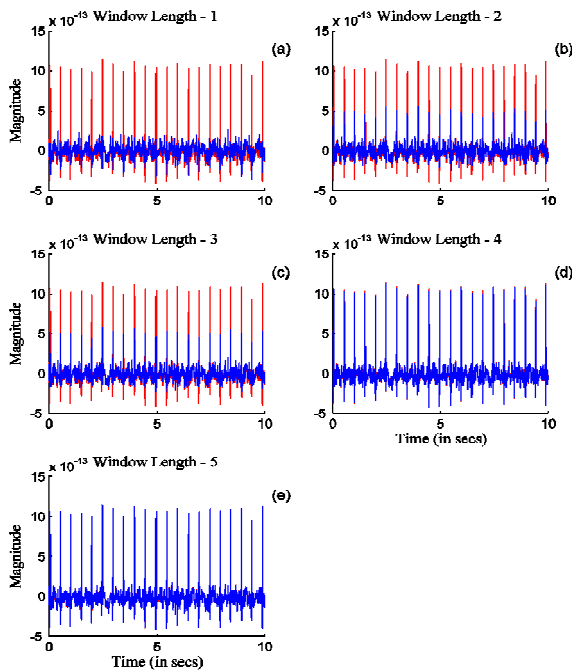 x 10⁻¹³ Window Length - 1
(a)
15
10
5
0
-5
Magnitude
0 5 10
x 10⁻¹³ Window Length - 2
(b)
15
10
5
0
-5
0 5 10
x 10⁻¹³ Window Length - 3
(c)
15
10
5
0
-5
Magnitude
0 5 10
x 10⁻¹³ Window Length - 4
(d)
15
10
5
0
-5
0 5 10
Time (in secs)
x 10⁻¹³ Window Length - 5
(e)
15
10
5
0
-5
Magnitude
0 5 10
Time (in secs)